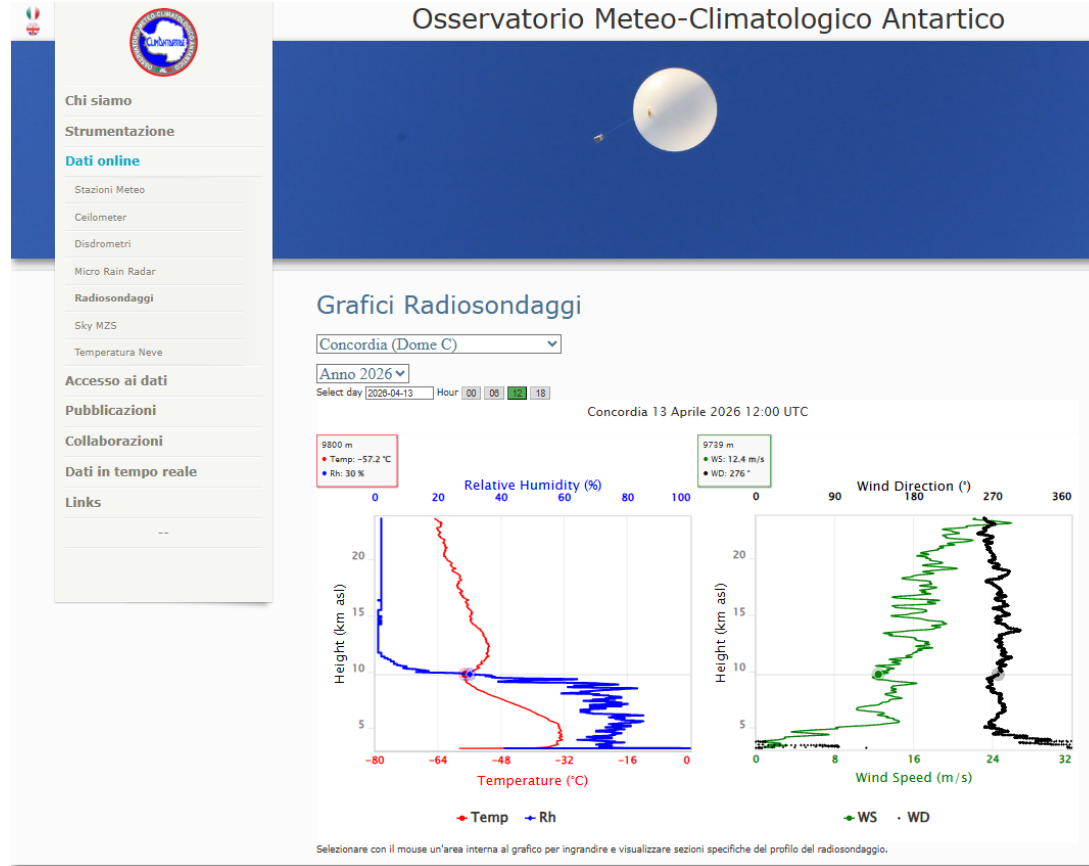 Osservatorio Meteo-Climatologico Antartico
Chi siamo
Strumentazione
Dati online
Stazioni Meteo
Ceilometer
Disdrometri
Micro Rain Radar
Radiosondaggi
Sky MZS
Temperatura Neve
Accesso ai dati
Pubblicazioni
Collaborazioni
Dati in tempo reale
Links
--
Grafici Radiosondaggi
Concordia (Dome C)
Anno 2026
Select day 2026-04-13 Hour 00 06 12 18
Concordia 13 Aprile 2026 12:00 UTC
9800 m
● Temp: −57.2 °C
● Rh: 30 %
Relative Humidity (%)
0 20 40 60 80 100
Height (km asl)
20
15
10
5
−80 −64 −48 −32 −16 0
Temperature (°C)
Temp Rh
9739 m
● WS: 12.4 m/s
● WD: 276 °
Wind Direction (°)
0 90 180 270 360
Height (km asl)
20
15
10
5
0 8 16 24 32
Wind Speed (m/s)
WS WD
Selezionare con il mouse un'area interna al grafico per ingrandire e visualizzare sezioni specifiche del profilo del radiosondaggio.